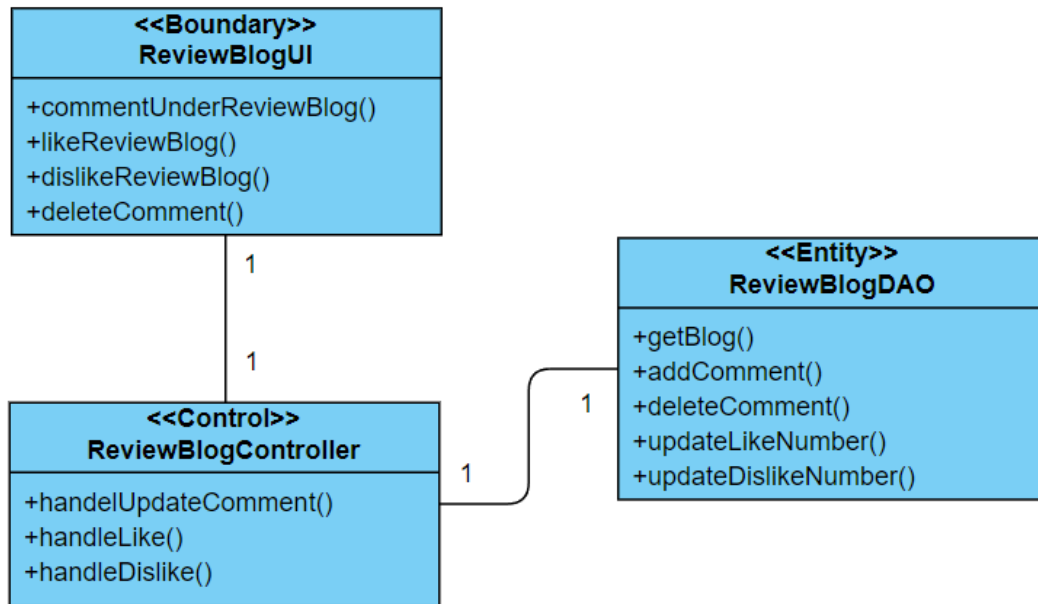 <<Boundary>>
ReviewBlogUI
+commentUnderReviewBlog()
+likeReviewBlog()
+dislikeReviewBlog()
+deleteComment()
1
1
<<Control>>
ReviewBlogController
+handelUpdateComment()
+handleLike()
+handleDislike()
1
1
<<Entity>>
ReviewBlogDAO
+getBlog()
+addComment()
+deleteComment()
+updateLikeNumber()
+updateDislikeNumber()